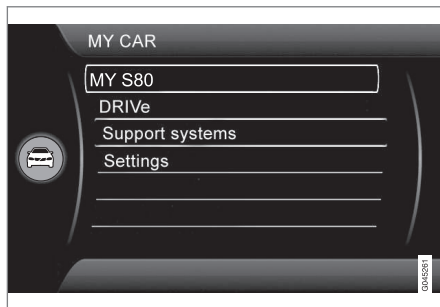 MY CAR
MY S80
DRIVe
Support systems
Settings
G045261